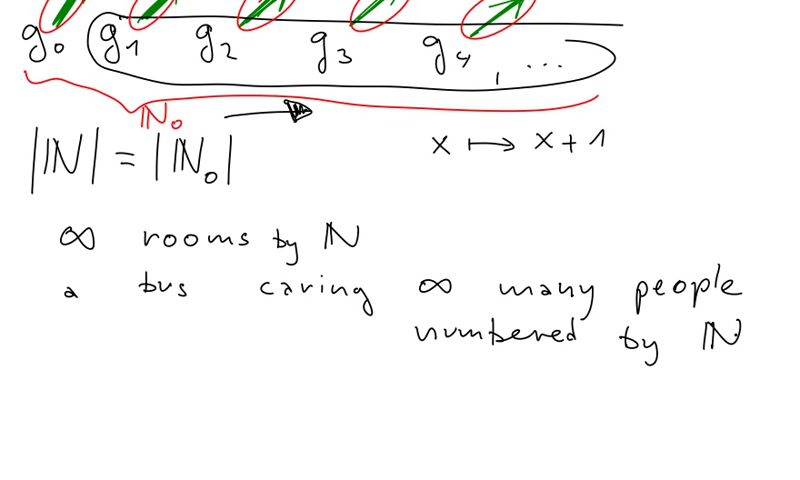 g₀ g₁ g₂ g₃ g₄, ...
ℕ₀
|ℕ| = |ℕ₀| x ↦ x + 1
∞ rooms by ℕ
a bus caring ∞ many people
numbered by ℕ